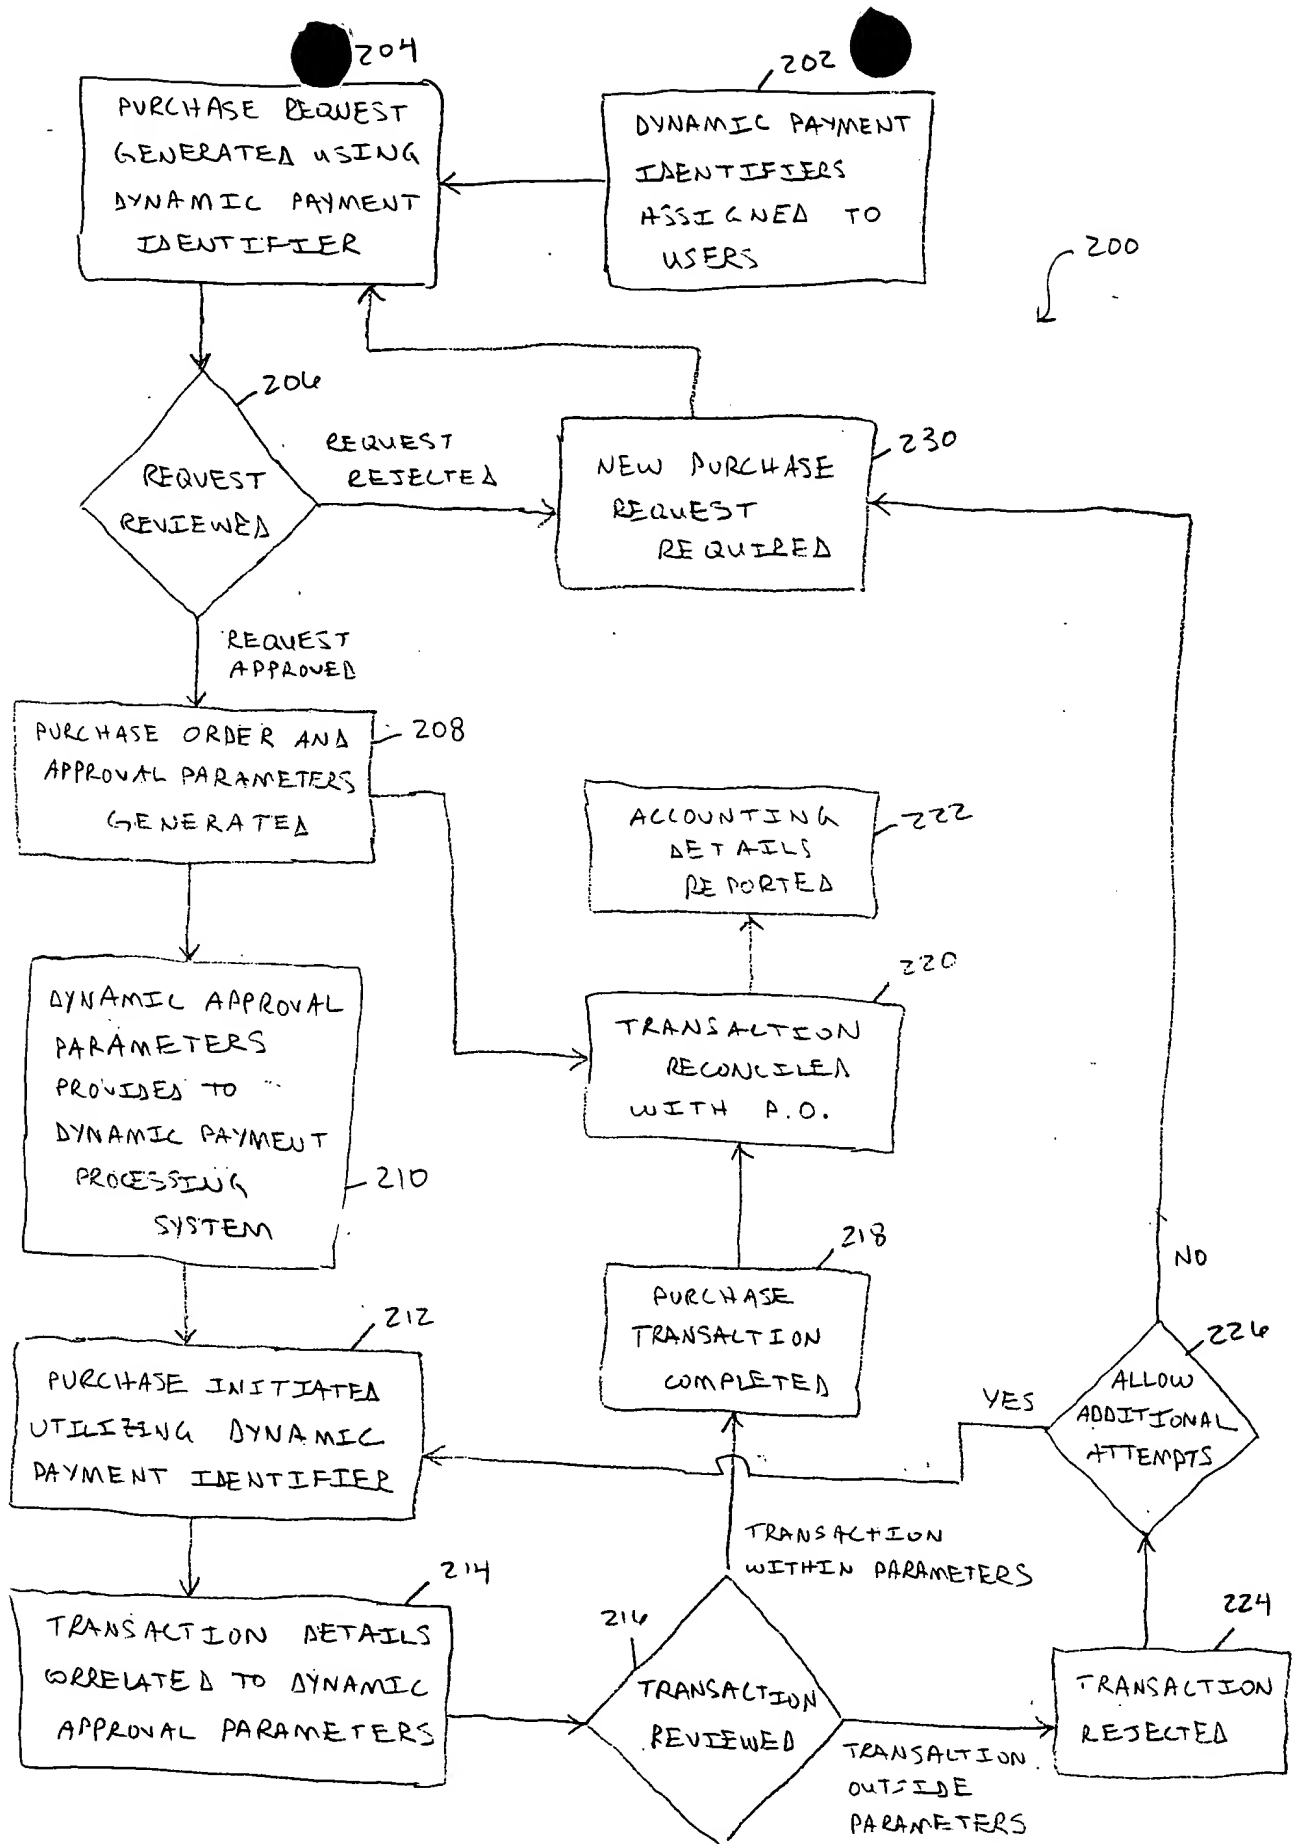 204
PURCHASE REQUEST
GENERATED USING
DYNAMIC PAYMENT
IDENTIFIER
202
DYNAMIC PAYMENT
IDENTIFIERS
ASSIGNED TO
USERS
200
206
REQUEST
REVIEWED
REQUEST
REJECTED
230
NEW PURCHASE
REQUEST
REQUIRED
REQUEST
APPROVED
208
PURCHASE ORDER AND
APPROVAL PARAMETERS
GENERATED
222
ACCOUNTING
DETAILS
REPORTED
DYNAMIC APPROVAL
PARAMETERS
PROVIDED TO
DYNAMIC PAYMENT
PROCESSING
SYSTEM
210
220
TRANSACTION
RECONCILED
WITH P.O.
218
PURCHASE
TRANSACTION
COMPLETED
NO
226
ALLOW
ADDITIONAL
ATTEMPTS
YES
212
PURCHASE INITIATED
UTILIZING DYNAMIC
PAYMENT IDENTIFIER
TRANSACTION
WITHIN PARAMETERS
214
TRANSACTION DETAILS
CORRELATED TO DYNAMIC
APPROVAL PARAMETERS
216
TRANSACTION
REVIEWED
TRANSACTION
OUTSIDE
PARAMETERS
224
TRANSACTION
REJECTED